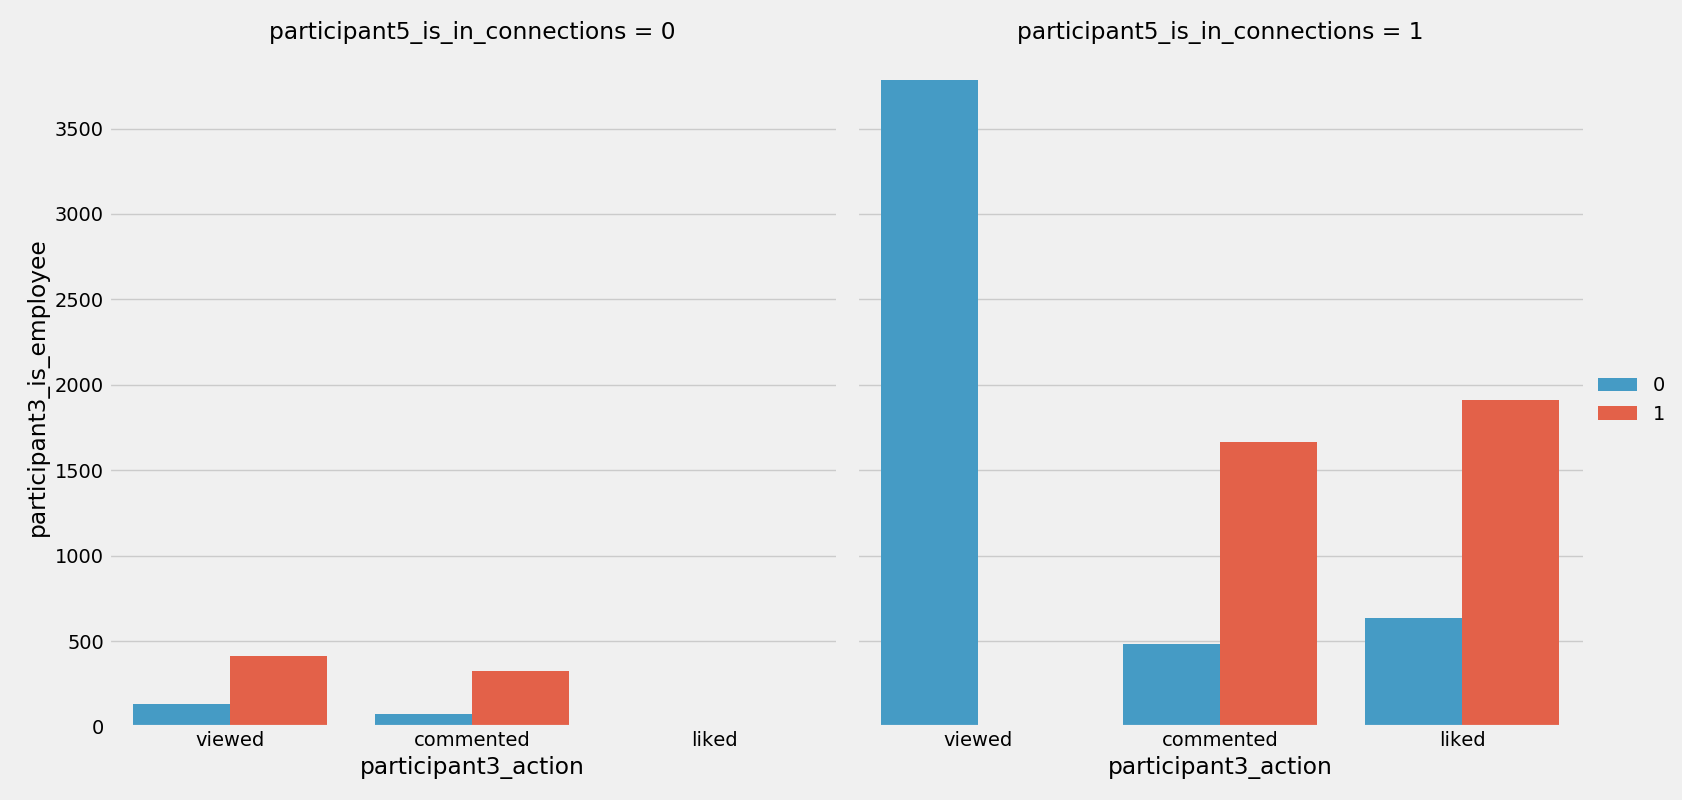 participant5_is_in_connections = 0
participant5_is_in_connections = 1
participant3_is_employee
3500
3000
2500
2000
1500
1000
500
0
viewed
commented
liked
participant3_action
viewed
commented
liked
participant3_action
0
1